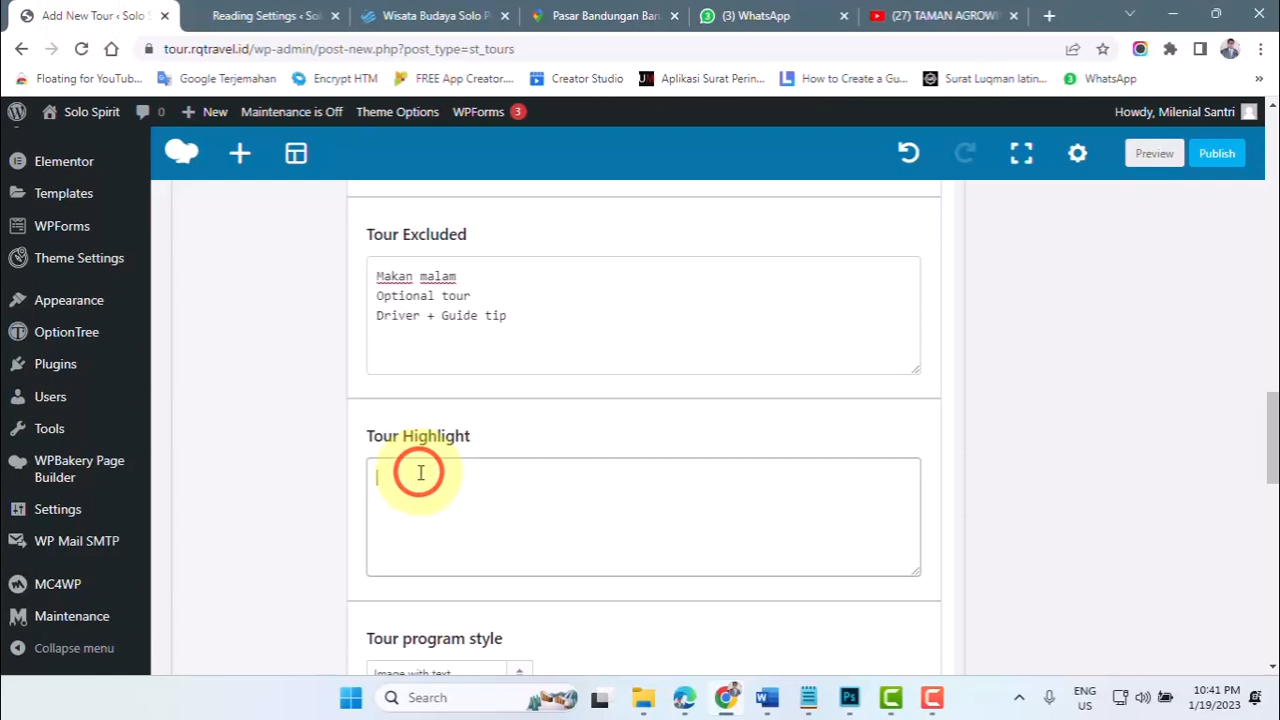 Add New Tour ‹ Solo S
Reading Settings ‹ Sol
Wisata Budaya Solo P
Pasar Bandungan Baru
(3) WhatsApp
(27) TAMAN AGROWI
tour.rqtravel.id/wp-admin/post-new.php?post_type=st_tours
Floating for YouTub...
Google Terjemahan
Encrypt HTM
FREE App Creator....
Creator Studio
Aplikasi Surat Perin...
How to Create a Gu...
Surat Luqman latin...
WhatsApp
»
Solo Spirit
0
New
Maintenance is Off
Theme Options
WPForms 3
Howdy, Milenial Santri
Preview
Publish
Elementor
Templates
WPForms
Theme Settings
Appearance
OptionTree
Plugins
Users
Tools
WPBakery Page
Builder
Settings
WP Mail SMTP
MC4WP
Maintenance
Collapse menu
Tour Excluded
Makan malam
Optional tour
Driver + Guide tip
Tour Highlight
Tour program style
Image with text
Search
ENG
US
10:41 PM
1/19/2023